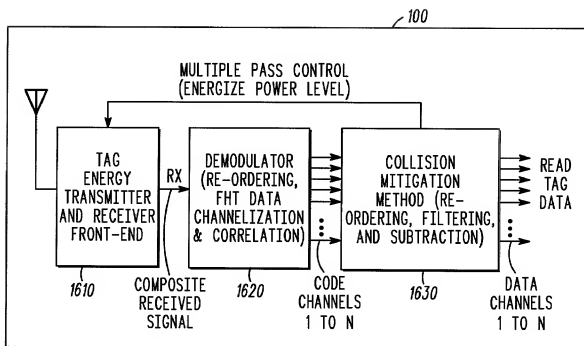 100
MULTIPLE PASS CONTROL
(ENERGIZE POWER LEVEL)
TAG
ENERGY
TRANSMITTER
AND RECEIVER
FRONT-END
RX
DEMODULATOR
(RE-ORDERING,
FHT DATA
CHANNELIZATION
& CORRELATION)
COLLISION
MITIGATION
METHOD (RE-
ORDERING, FILTERING,
AND SUBTRACTION)
READ
TAG
DATA
1610
COMPOSITE
RECEIVED
SIGNAL
1620
CODE
CHANNELS
1 TO N
1630
DATA
CHANNELS
1 TO N